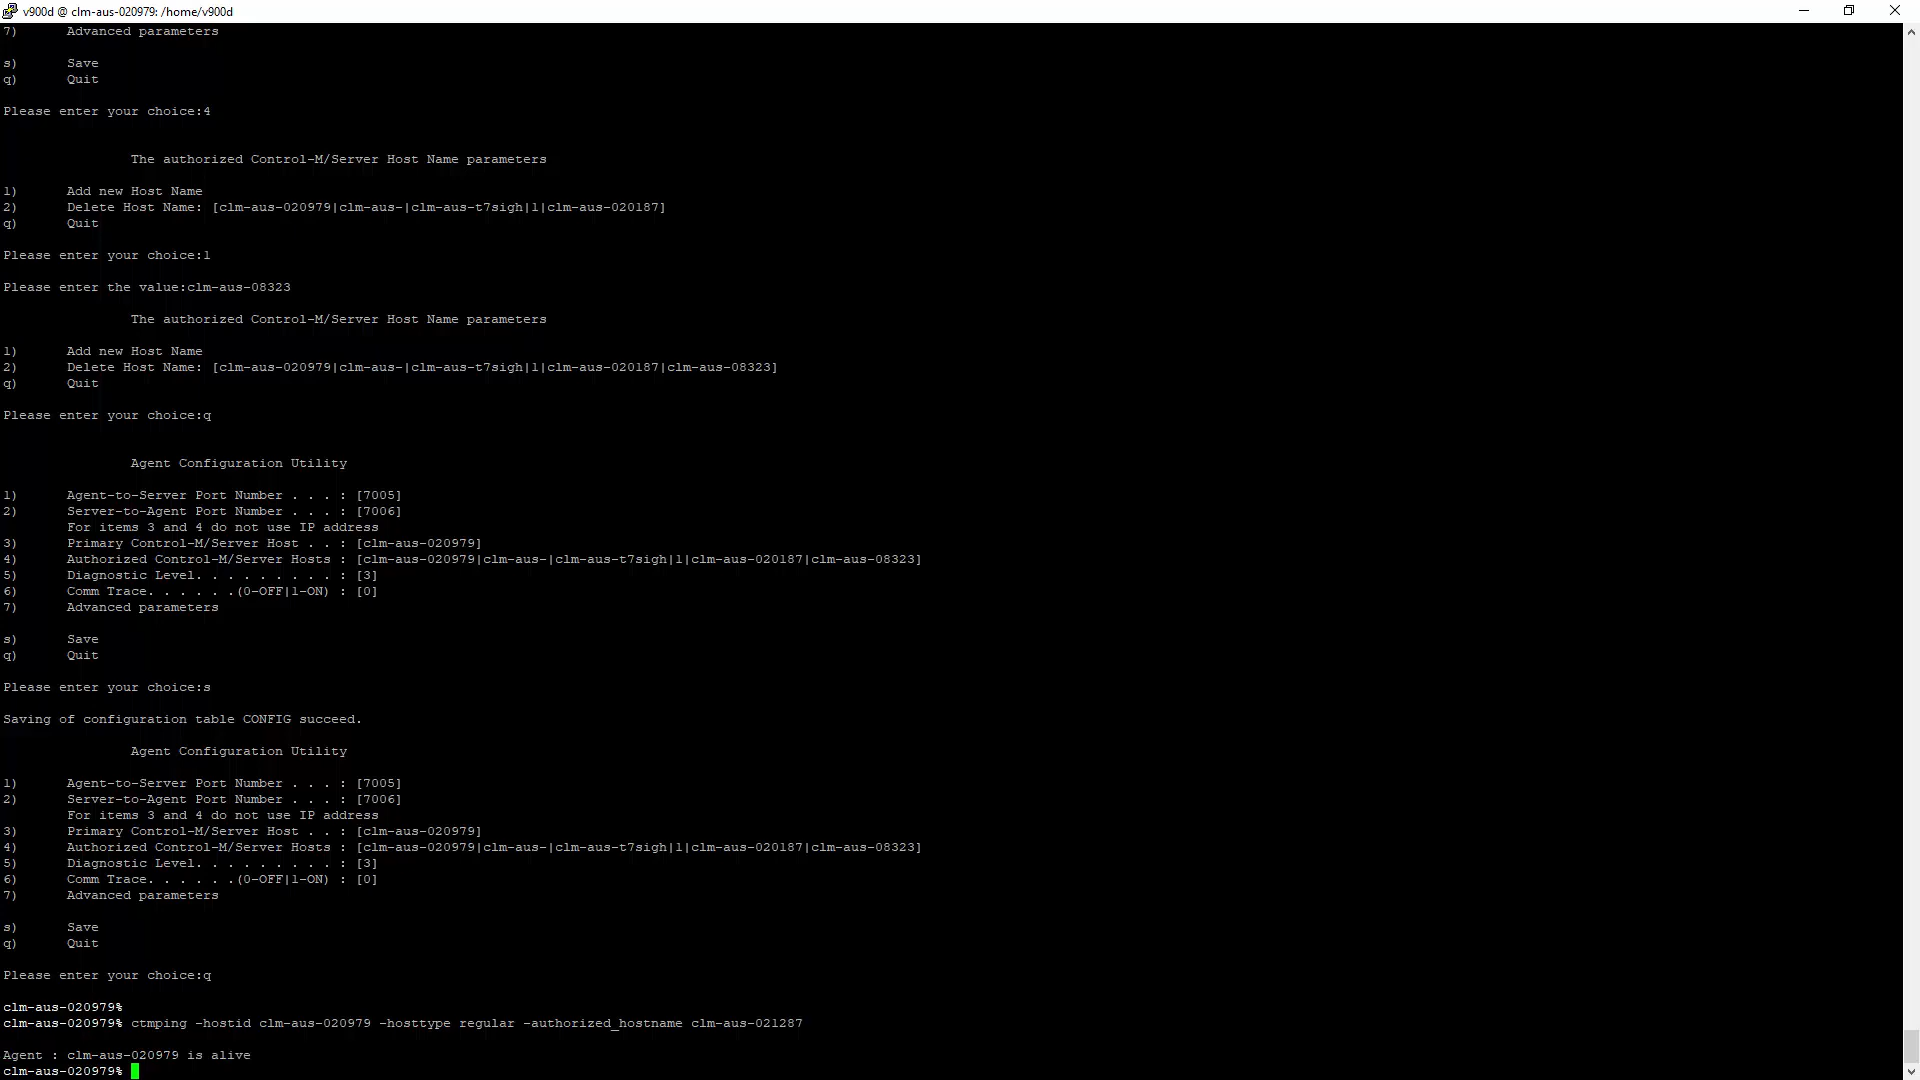 v900d @ clm-aus-020979: /home/v900d
7) Advanced parameters
s) Save
q) Quit
Please enter your choice:4
The authorized Control-M/Server Host Name parameters
1) Add new Host Name
2) Delete Host Name: [clm-aus-020979|clm-aus-|clm-aus-t7sigh|1|clm-aus-020187]
q) Quit
Please enter your choice:1
Please enter the value:clm-aus-08323
The authorized Control-M/Server Host Name parameters
1) Add new Host Name
2) Delete Host Name: [clm-aus-020979|clm-aus-|clm-aus-t7sigh|1|clm-aus-020187|clm-aus-08323]
q) Quit
Please enter your choice:q
Agent Configuration Utility
1) Agent-to-Server Port Number . . . : [7005]
2) Server-to-Agent Port Number . . . : [7006]
For items 3 and 4 do not use IP address
3) Primary Control-M/Server Host . . : [clm-aus-020979]
4) Authorized Control-M/Server Hosts : [clm-aus-020979|clm-aus-|clm-aus-t7sigh|1|clm-aus-020187|clm-aus-08323]
5) Diagnostic Level. . . . . . . . . : [3]
6) Comm Trace. . . . . .(0-OFF|1-ON) : [0]
7) Advanced parameters
s) Save
q) Quit
Please enter your choice:s
Saving of configuration table CONFIG succeed.
Agent Configuration Utility
1) Agent-to-Server Port Number . . . : [7005]
2) Server-to-Agent Port Number . . . : [7006]
For items 3 and 4 do not use IP address
3) Primary Control-M/Server Host . . : [clm-aus-020979]
4) Authorized Control-M/Server Hosts : [clm-aus-020979|clm-aus-|clm-aus-t7sigh|1|clm-aus-020187|clm-aus-08323]
5) Diagnostic Level. . . . . . . . . : [3]
6) Comm Trace. . . . . .(0-OFF|1-ON) : [0]
7) Advanced parameters
s) Save
q) Quit
Please enter your choice:q
clm-aus-020979%
clm-aus-020979% ctmping -hostid clm-aus-020979 -hosttype regular -authorized_hostname clm-aus-021287
Agent : clm-aus-020979 is alive
clm-aus-020979%